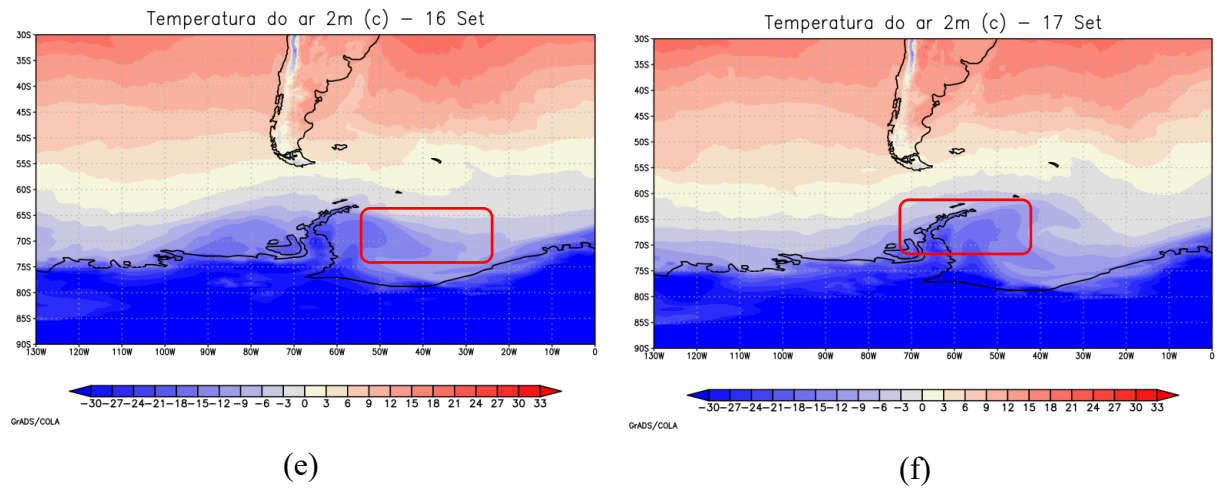 Temperatura do ar 2m (c) – 16 Set
30S
35S
40S
45S
50S
55S
60S
65S
70S
75S
80S
85S
90S
130W 120W 110W 100W 90W 80W 70W 60W 50W 40W 30W 20W 10W 0
-30 -27 -24 -21 -18 -15 -12 -9 -6 -3 0 3 6 9 12 15 18 21 24 27 30 33
GrADS/COLA
(e)
Temperatura do ar 2m (c) – 17 Set
30S
35S
40S
45S
50S
55S
60S
65S
70S
75S
80S
85S
90S
130W 120W 110W 100W 90W 80W 70W 60W 50W 40W 30W 20W 10W 0
-30 -27 -24 -21 -18 -15 -12 -9 -6 -3 0 3 6 9 12 15 18 21 24 27 30 33
GrADS/COLA
(f)